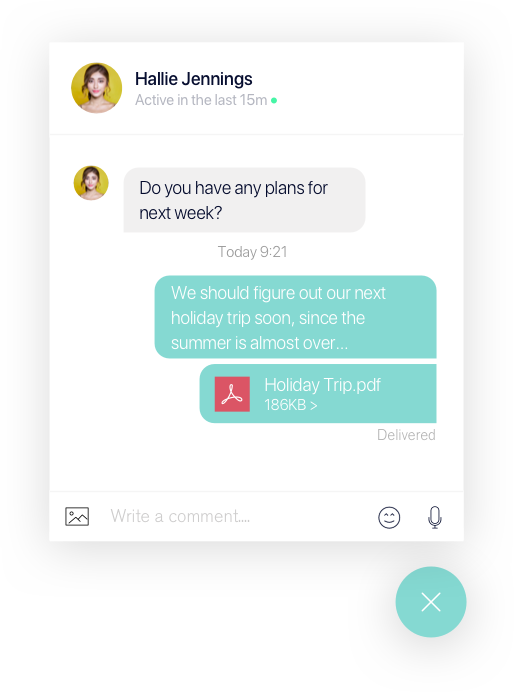 Hallie Jennings
Active in the last 15m
Do you have any plans for
next week?
Today 9:21
We should figure out our next
holiday trip soon, since the
summer is almost over...
Holiday Trip.pdf
186KB >
Delivered
Write a comment....